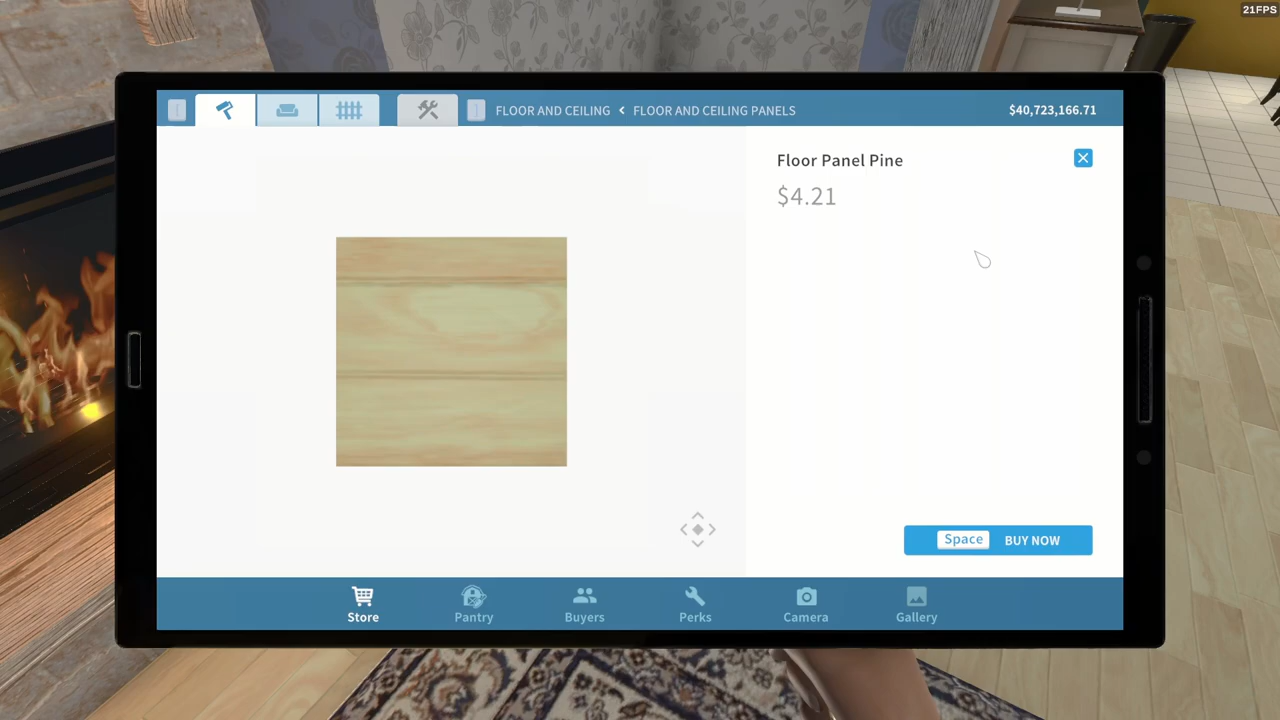 21FPS
FLOOR AND CEILING < FLOOR AND CEILING PANELS $40,723,166.71
Floor Panel Pine
$4.21
Space BUY NOW
Store Pantry Buyers Perks Camera Gallery